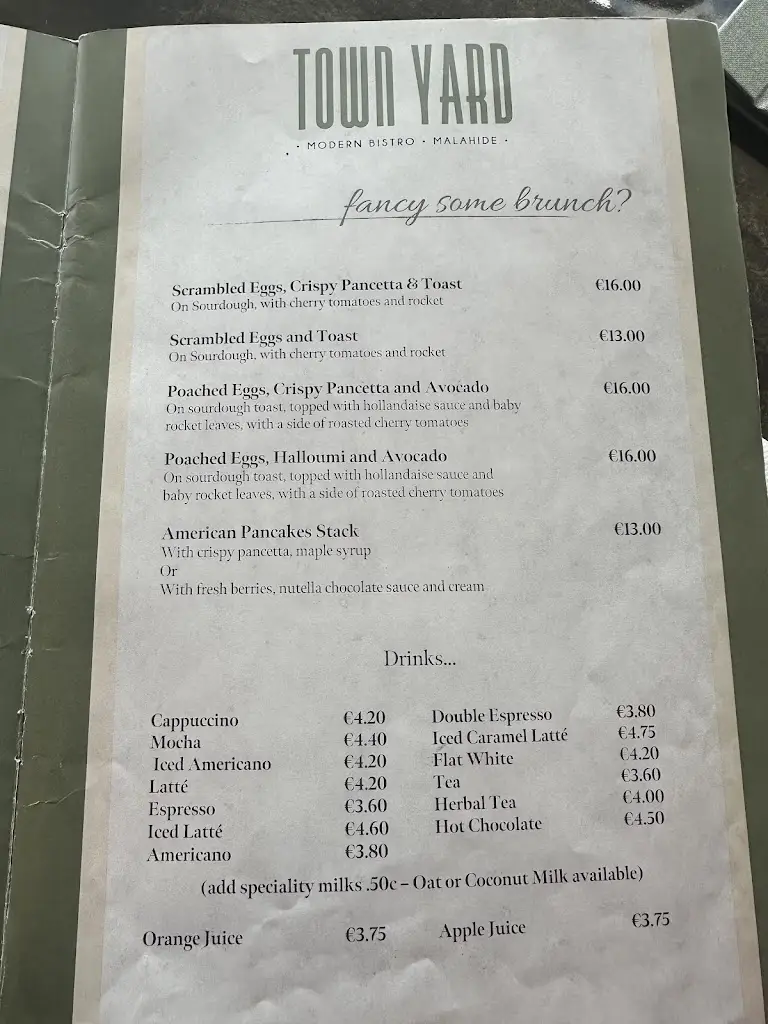 TOWN YARD
• MODERN BISTRO • MALAHIDE •
fancy some brunch?
Scrambled Eggs, Crispy Pancetta & Toast €16.00
On Sourdough, with cherry tomatoes and rocket
Scrambled Eggs and Toast €13.00
On Sourdough, with cherry tomatoes and rocket
Poached Eggs, Crispy Pancetta and Avocado €16.00
On sourdough toast, topped with hollandaise sauce and baby
rocket leaves, with a side of roasted cherry tomatoes
Poached Eggs, Halloumi and Avocado €16.00
On sourdough toast, topped with hollandaise sauce and
baby rocket leaves, with a side of roasted cherry tomatoes
American Pancakes Stack €13.00
With crispy pancetta, maple syrup
Or
With fresh berries, nutella chocolate sauce and cream
Drinks...
Cappuccino €4.20 Double Espresso €3.80
Mocha €4.40 Iced Caramel Latté €4.75
Iced Americano €4.20 Flat White €4.20
Latté €4.20 Tea €3.60
Espresso €3.60 Herbal Tea €4.00
Iced Latté €4.60 Hot Chocolate €4.50
Americano €3.80
(add speciality milks .50c – Oat or Coconut Milk available)
Orange Juice €3.75 Apple Juice €3.75